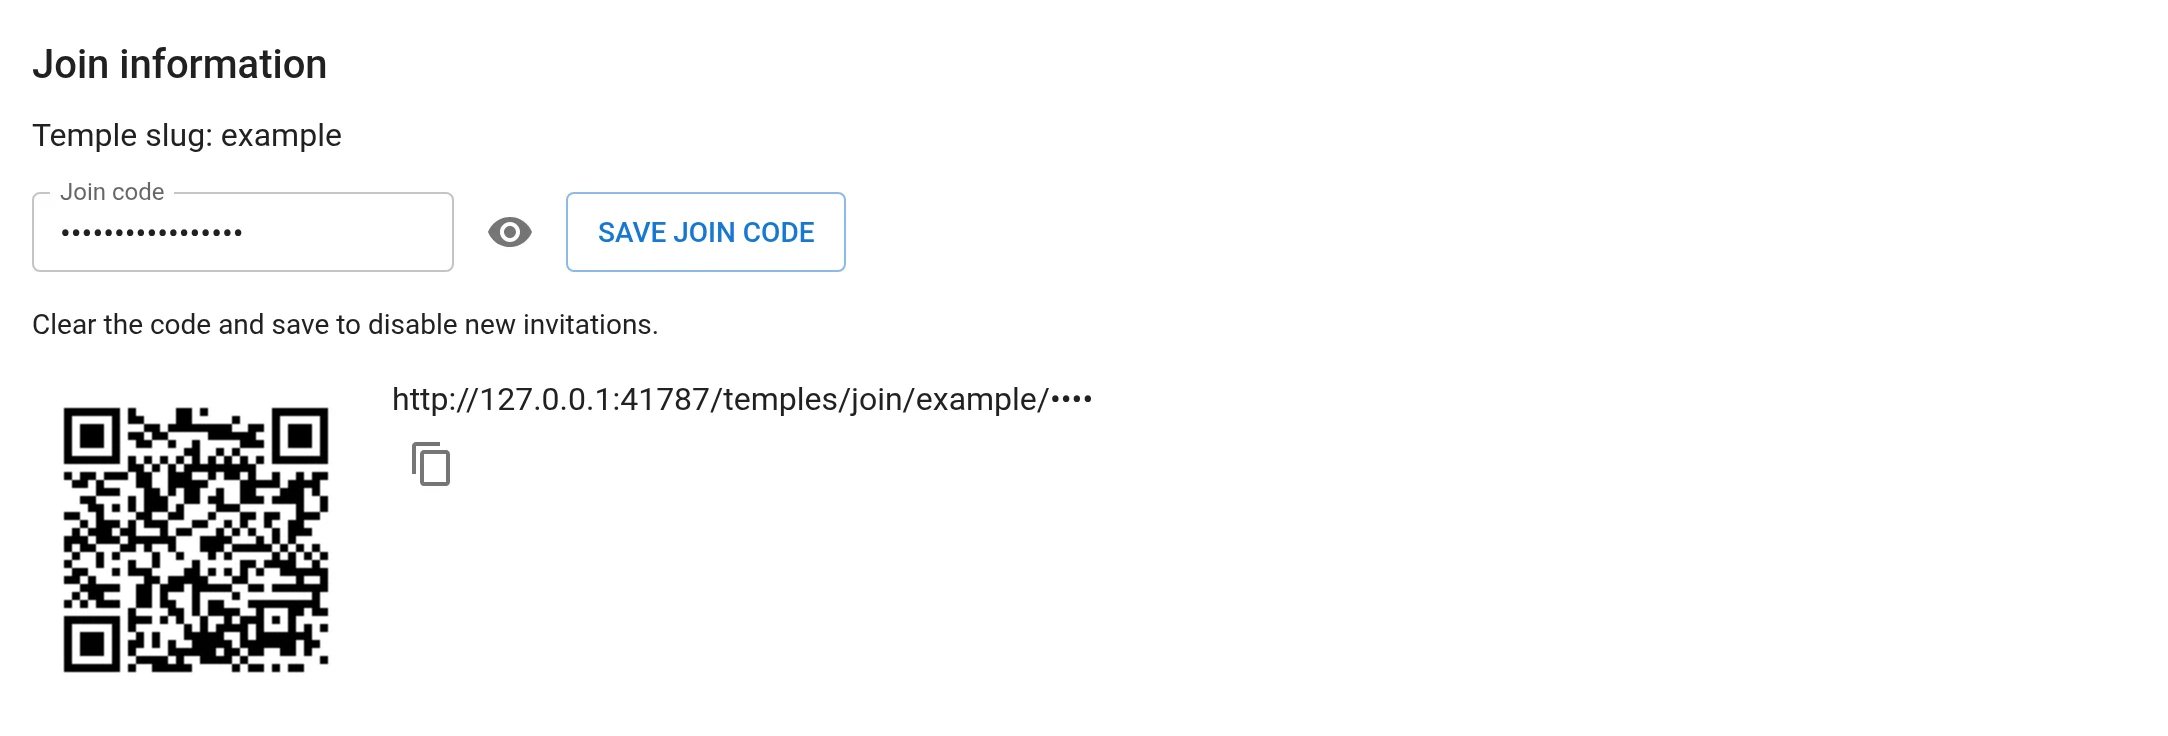 Join information
Temple slug: example
Join code
•••••••••••••••••
SAVE JOIN CODE
Clear the code and save to disable new invitations.
http://127.0.0.1:41787/temples/join/example/••••